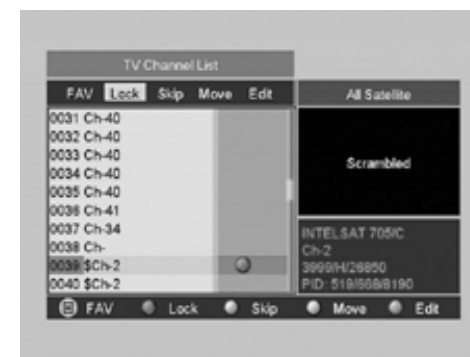 TV Channel List
FAV Lock Skip Move Edit
All Satellite
0031 Ch-40
0032 Ch-40
0033 Ch-40
0034 Ch-40
0035 Ch-40
0036 Ch-41
0037 Ch-34
0038 Ch-
0039 $Ch-2
0040 $Ch-2
Scrambled
INTELSAT 705/C
Ch-2
3999/H/26850
PID: 519/668/8190
FAV Lock Skip Move Edit